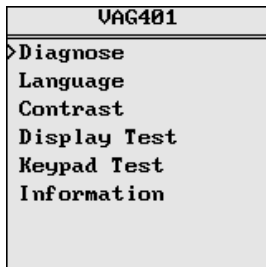 VAG401
>Diagnose
Language
Contrast
Display Test
Keypad Test
Information